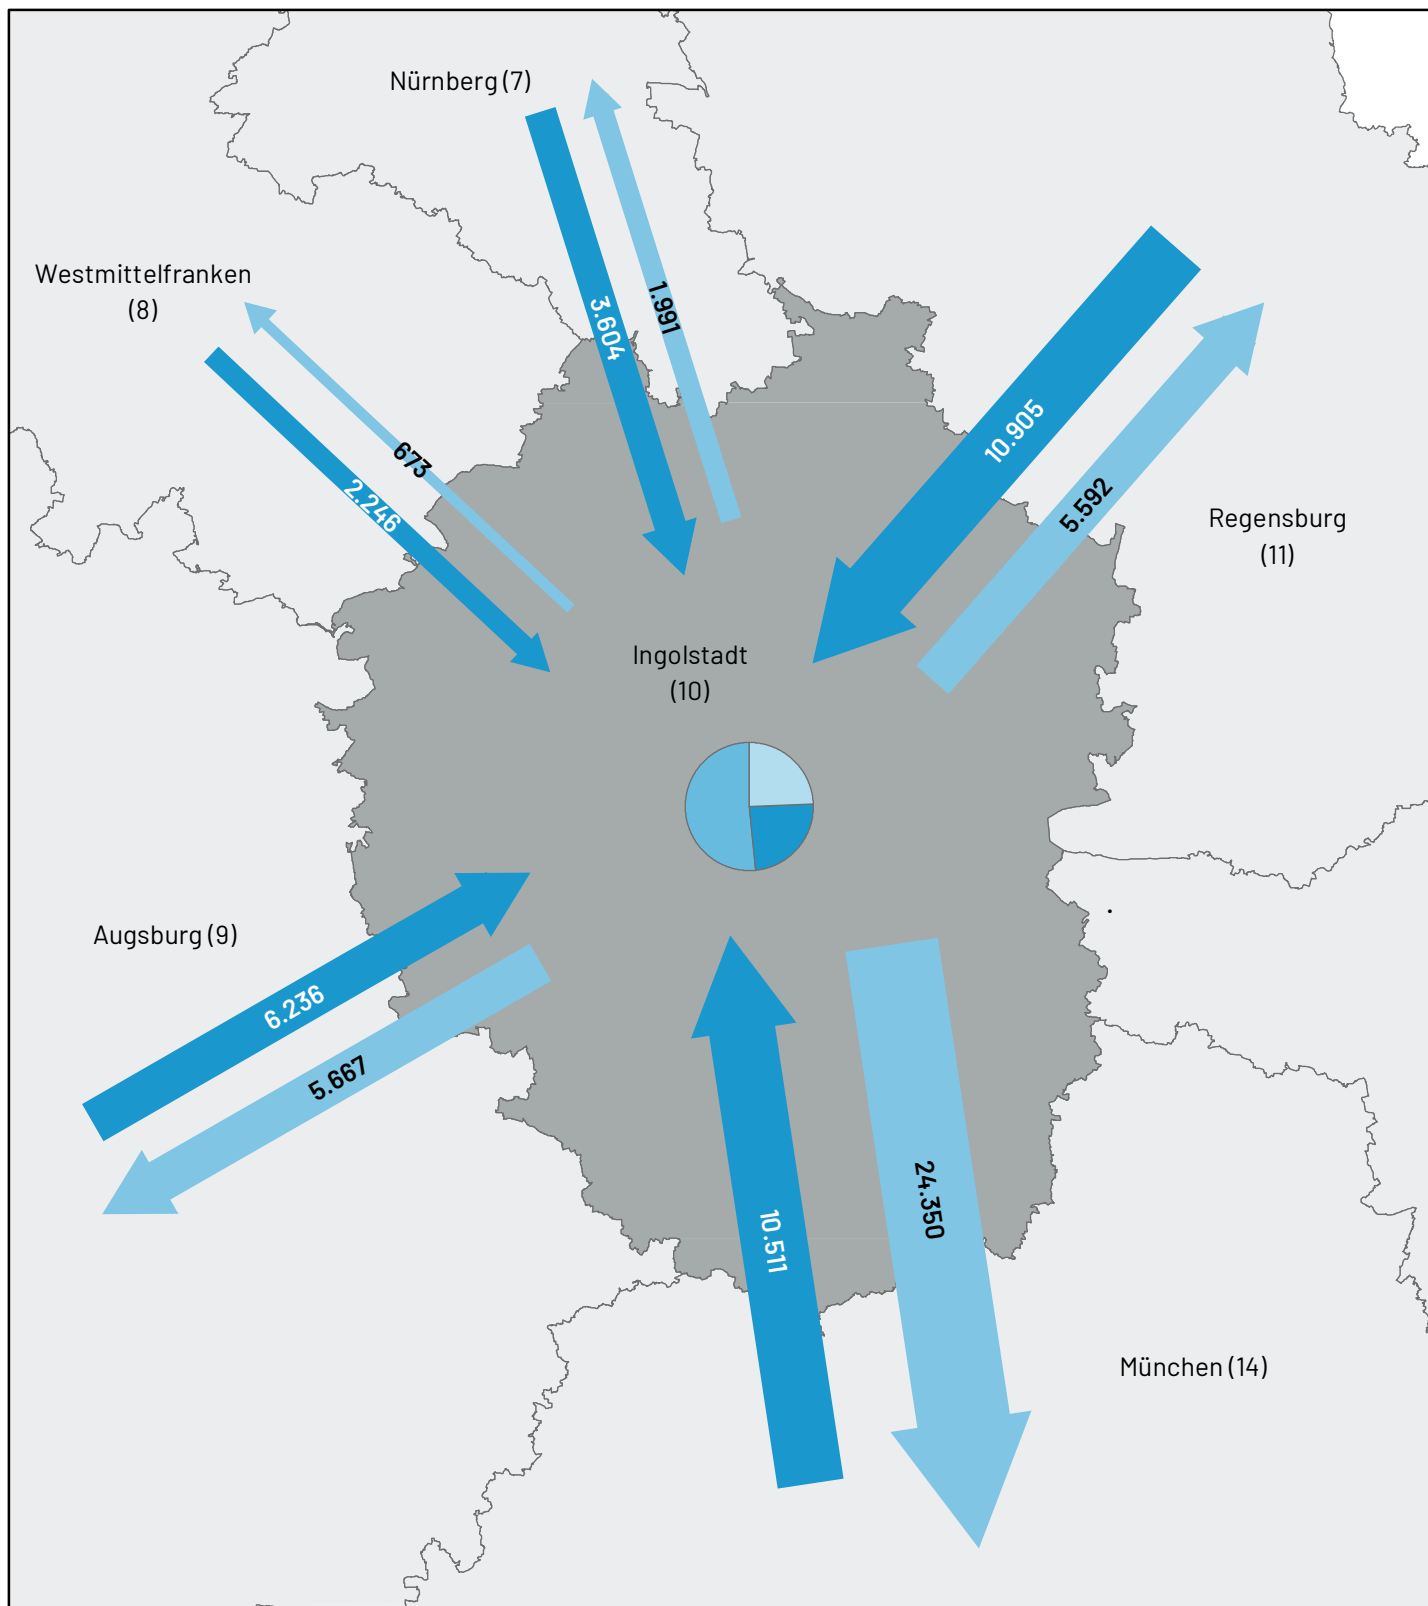 Nürnberg (7)
Westmittelfranken
(8)
3.604
1.991
10.905
5.592
673
2.246
Regensburg
(11)
Ingolstadt
(10)
Augsburg (9)
6.236
5.667
10.511
24.350
München (14)